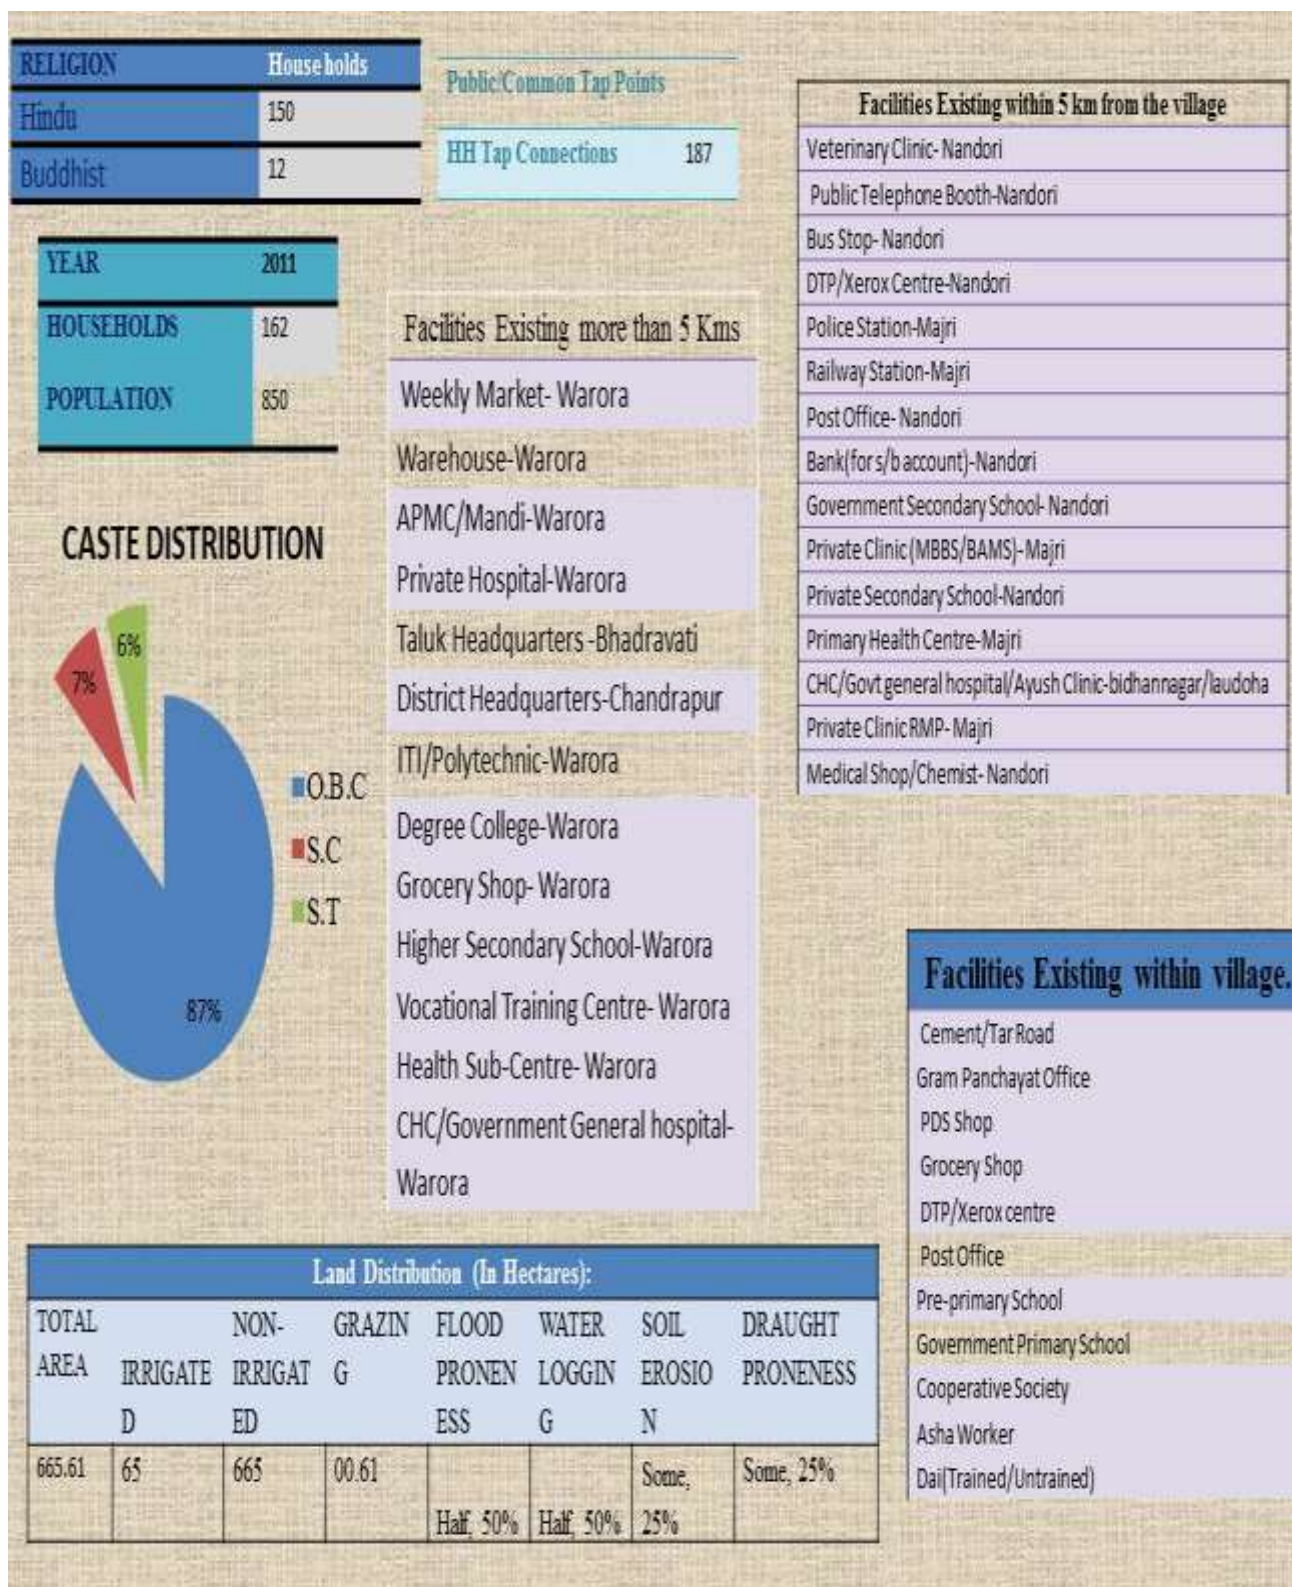 RELIGION Households
Hindu 150
Buddhist 12
Public/Common Tap Points
HH Tap Connections 187
YEAR 2011
HOUSEHOLDS 162
POPULATION 850
CASTE DISTRIBUTION
6%
7%
87%
O.B.C
S.C
S.T
Facilities Existing more than 5 Kms
Weekly Market- Warora
Warehouse-Warora
APMC/Mandi-Warora
Private Hospital-Warora
Taluk Headquarters -Bhadravati
District Headquarters-Chandrapur
ITI/Polytechnic-Warora
Degree College-Warora
Grocery Shop- Warora
Higher Secondary School-Warora
Vocational Training Centre- Warora
Health Sub-Centre- Warora
CHC/Government General hospital-
Warora
Facilities Existing within 5 km from the village
Veterinary Clinic- Nandori
Public Telephone Booth-Nandori
Bus Stop- Nandori
DTP/Xerox Centre-Nandori
Police Station-Majri
Railway Station-Majri
Post Office- Nandori
Bank(for s/b account)-Nandori
Government Secondary School- Nandori
Private Clinic (MBBS/BAMS)- Majri
Private Secondary School-Nandori
Primary Health Centre-Majri
CHC/Govt general hospital/Ayush Clinic-bidhannagar/laudoha
Private Clinic RMP- Majri
Medical Shop/Chemist- Nandori
Facilities Existing within village.
Cement/Tar Road
Gram Panchayat Office
PDS Shop
Grocery Shop
DTP/Xerox centre
Post Office
Pre-primary School
Government Primary School
Cooperative Society
Asha Worker
Dai(Trained/Untrained)
Land Distribution (In Hectares):
TOTAL NON- GRAZIN FLOOD WATER SOIL DRAUGHT
AREA IRRIGATE IRRIGAT G PRONEN LOGGIN EROSIO PRONENESS
D ED ESS G N
665.61 65 665 00.61 Some, Some, 25%
Half, 50% Half, 50% 25%